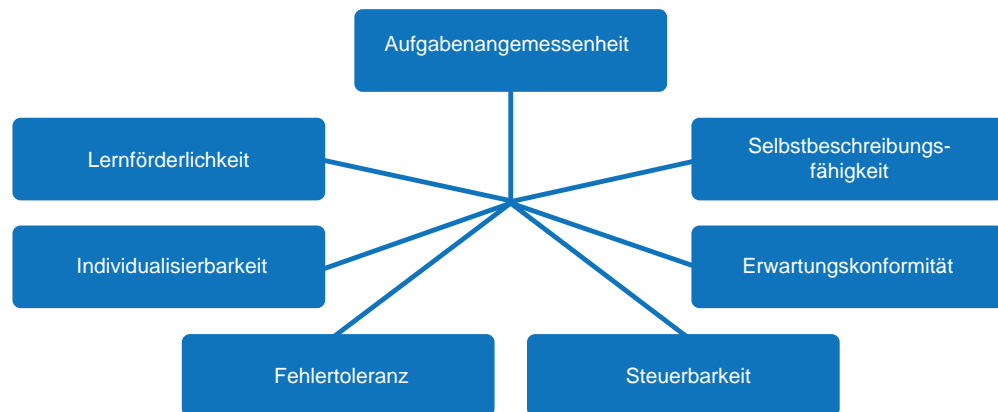 Aufgabenangemessenheit
Lernförderlichkeit
Selbstbeschreibungs-
fähigkeit
Individualisierbarkeit
Erwartungskonformität
Fehlertoleranz
Steuerbarkeit